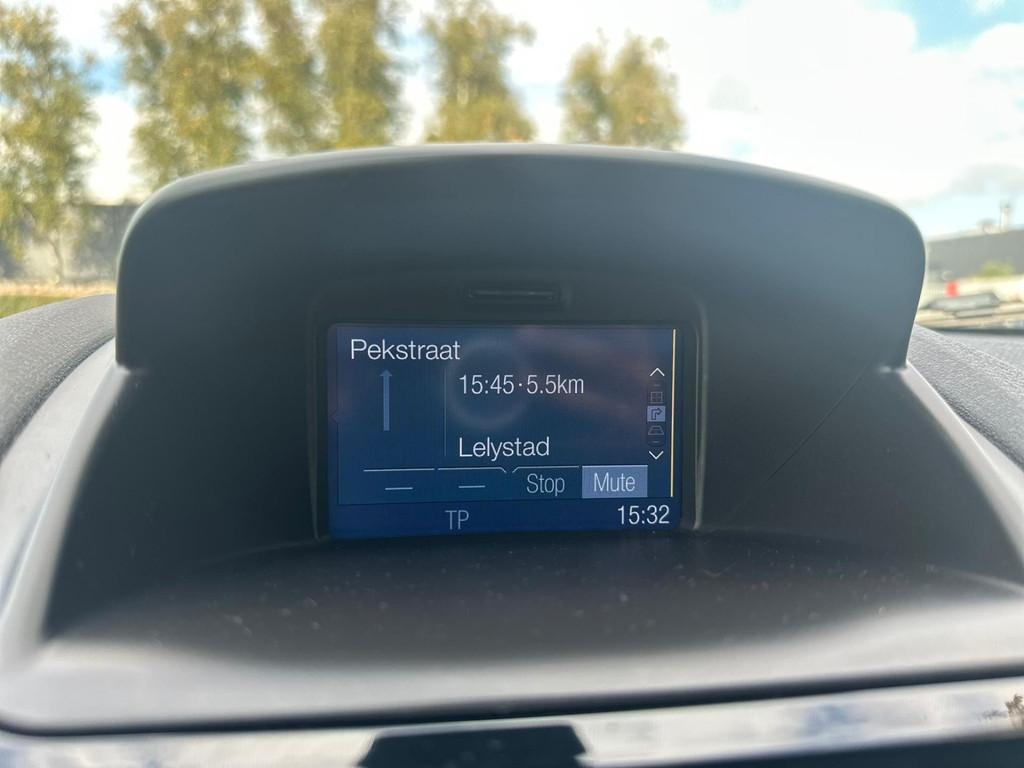 Pekstraat
15:45·5.5km
Lelystad
Stop Mute
TP 15:32